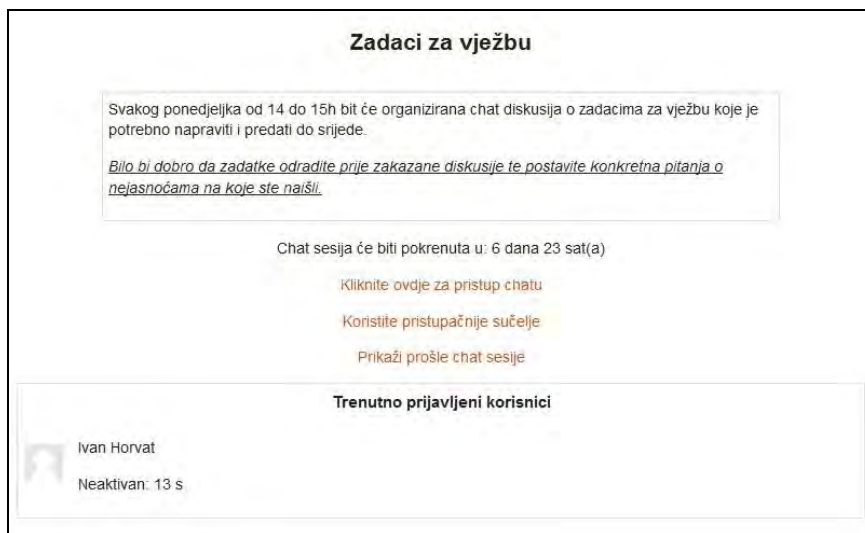 Zadaci za vježbu
Svakog ponedjeljka od 14 do 15h bit će organizirana chat diskusija o zadacima za vježbu koje je
potrebno napraviti i predati do srijede.
Bilo bi dobro da zadatke odradite prije zakazane diskusije te postavite konkretna pitanja o
nejasnoćama na koje ste naišli.
Chat sesija će biti pokrenuta u: 6 dana 23 sat(a)
Kliknite ovdje za pristup chatu
Koristite pristupačnije sučelje
Prikaži prošle chat sesije
Trenutno prijavljeni korisnici
Ivan Horvat
Neaktivan: 13 s